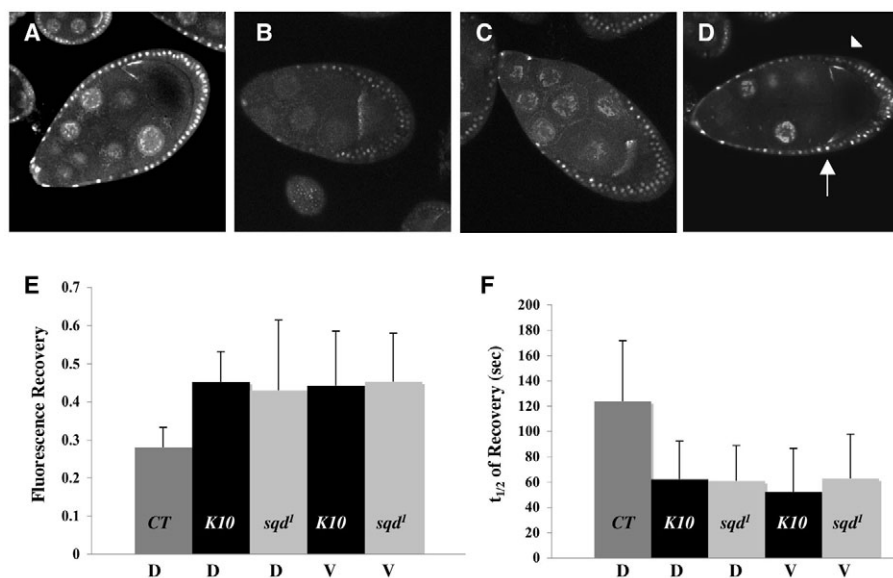 A
B
C
D
E
Fluorescence Recovery
0.7
0.6
0.5
0.4
0.3
0.2
0.1
0
CT
K10
sqd¹
K10
sqd¹
D
D
D
V
V
F
t1/2 of Recovery (sec)
200
180
160
140
120
100
80
60
40
20
0
CT
K10
sqd¹
K10
sqd¹
D
D
D
V
V